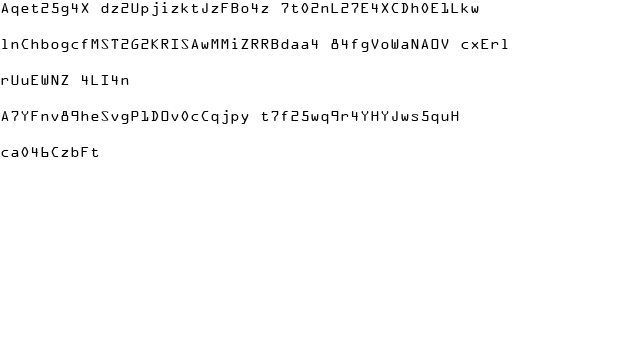 Aqet25g4X dz2UpjizktJzFBo4z 7t02nL27E4XCDh0E1Lkw
lnChbogcfMST2G2KRISAwMMiZRRBdaa4 84fgVoWaNAOV cxErl
rUuEWNZ 4LI4n
A7YFnv89heSvgP1DOv0cCqjpy t7f25wq9r4YHYJws5quH
ca046CzbFt